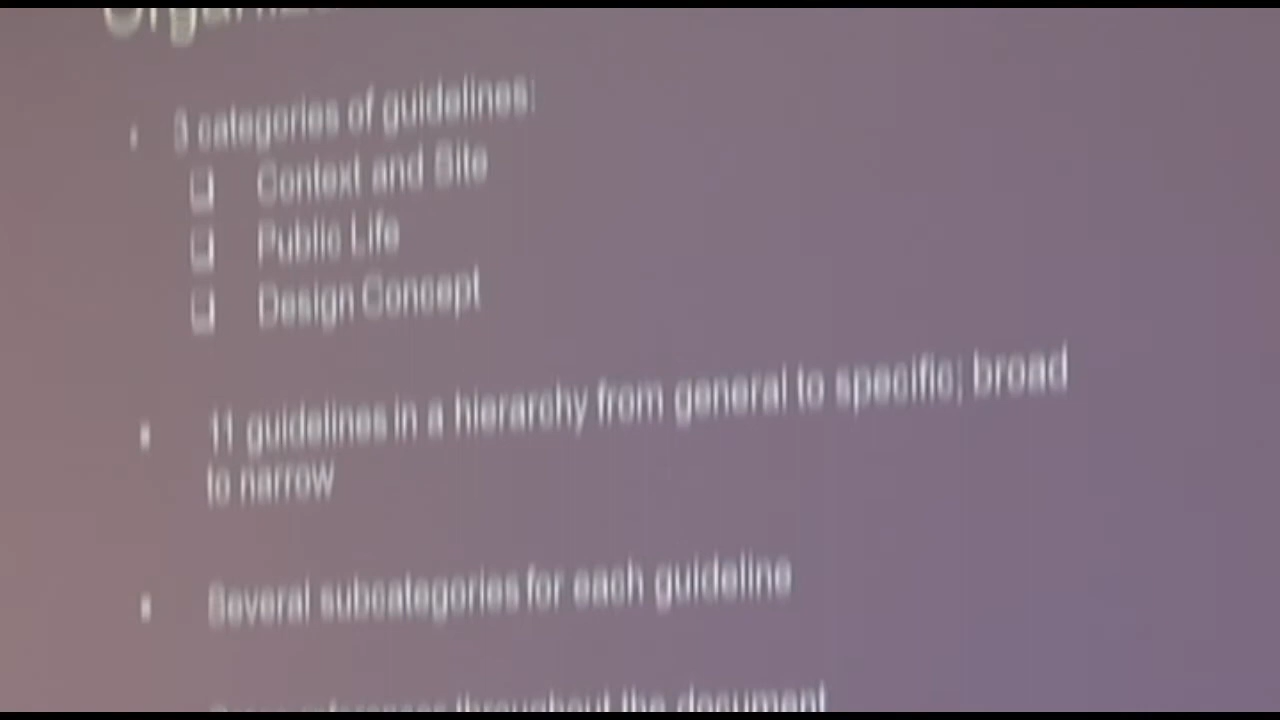 3 categories of guidelines:
Context and Site
Public Life
Design Concept
11 guidelines in a hierarchy from general to specific; broad
to narrow
Several subcategories for each guideline
throughout the document